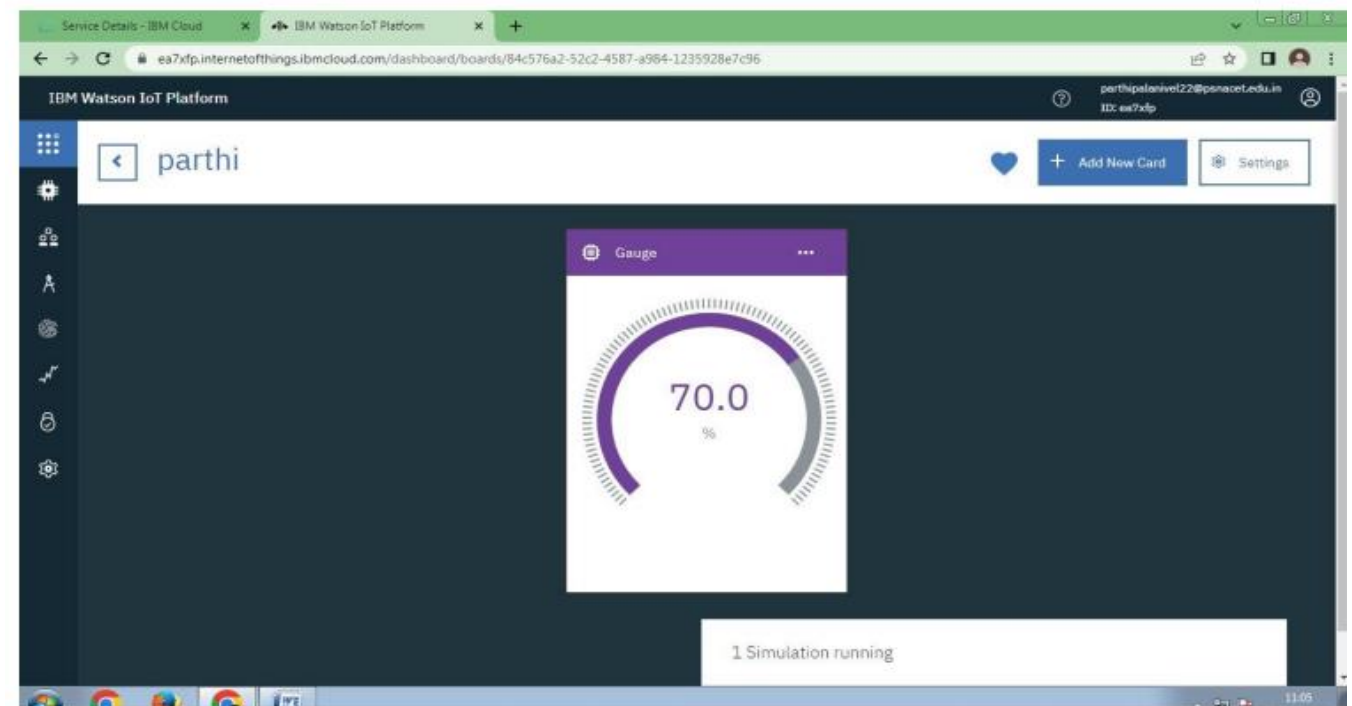 Service Details - IBM Cloud
IBM Watson IoT Platform
ea7xfp.internetofthings.ibmcloud.com/dashboard/boards/84c576a2-52c2-4587-a984-1235928e7c96
IBM Watson IoT Platform
parthipalanivel22@psnacet.edu.in
ID: ea7xfp
parthi
+ Add New Card
Settings
Gauge
70.0
%
1 Simulation running
11:05